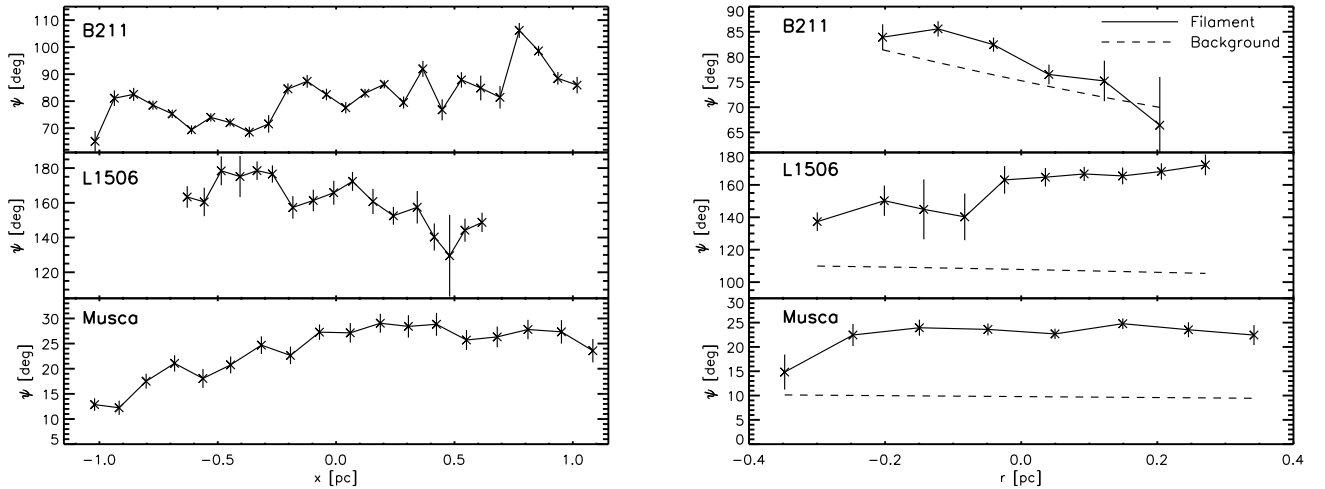 B211
ψ [deg]
110
100
90
80
70
L1506
ψ [deg]
180
160
140
120
Musca
ψ [deg]
30
25
20
15
10
5
−1.0 −0.5 0.0 0.5 1.0
x [pc]
B211
Filament
Background
ψ [deg]
90
85
80
75
70
65
L1506
ψ [deg]
180
160
140
120
100
Musca
ψ [deg]
30
25
20
15
10
5
0
−0.4 −0.2 0.0 0.2 0.4
r [pc]